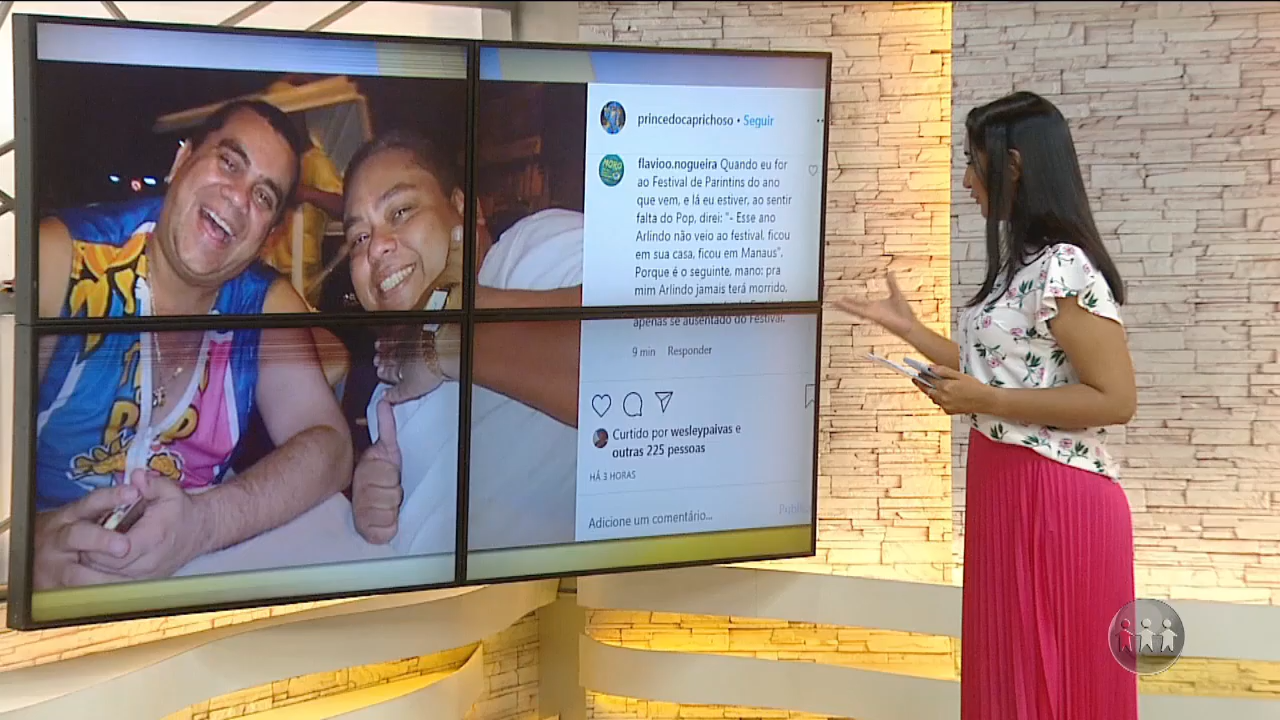 princedocaprichoso • Seguir
flavioo.nogueira Quando eu for
ao Festival de Parintins do ano
que vem, e lá eu estiver, ao sentir
falta do Pop, direi: "- Esse ano
Arlindo não veio ao festival, ficou
em sua casa, ficou em Manaus".
Porque é o seguinte, mano: pra
mim Arlindo jamais terá morrido,
apenas se ausentado do Festival.
9 min Responder
Curtido por wesleypaivas e
outras 225 pessoas
HÁ 3 HORAS
Adicione um comentário...